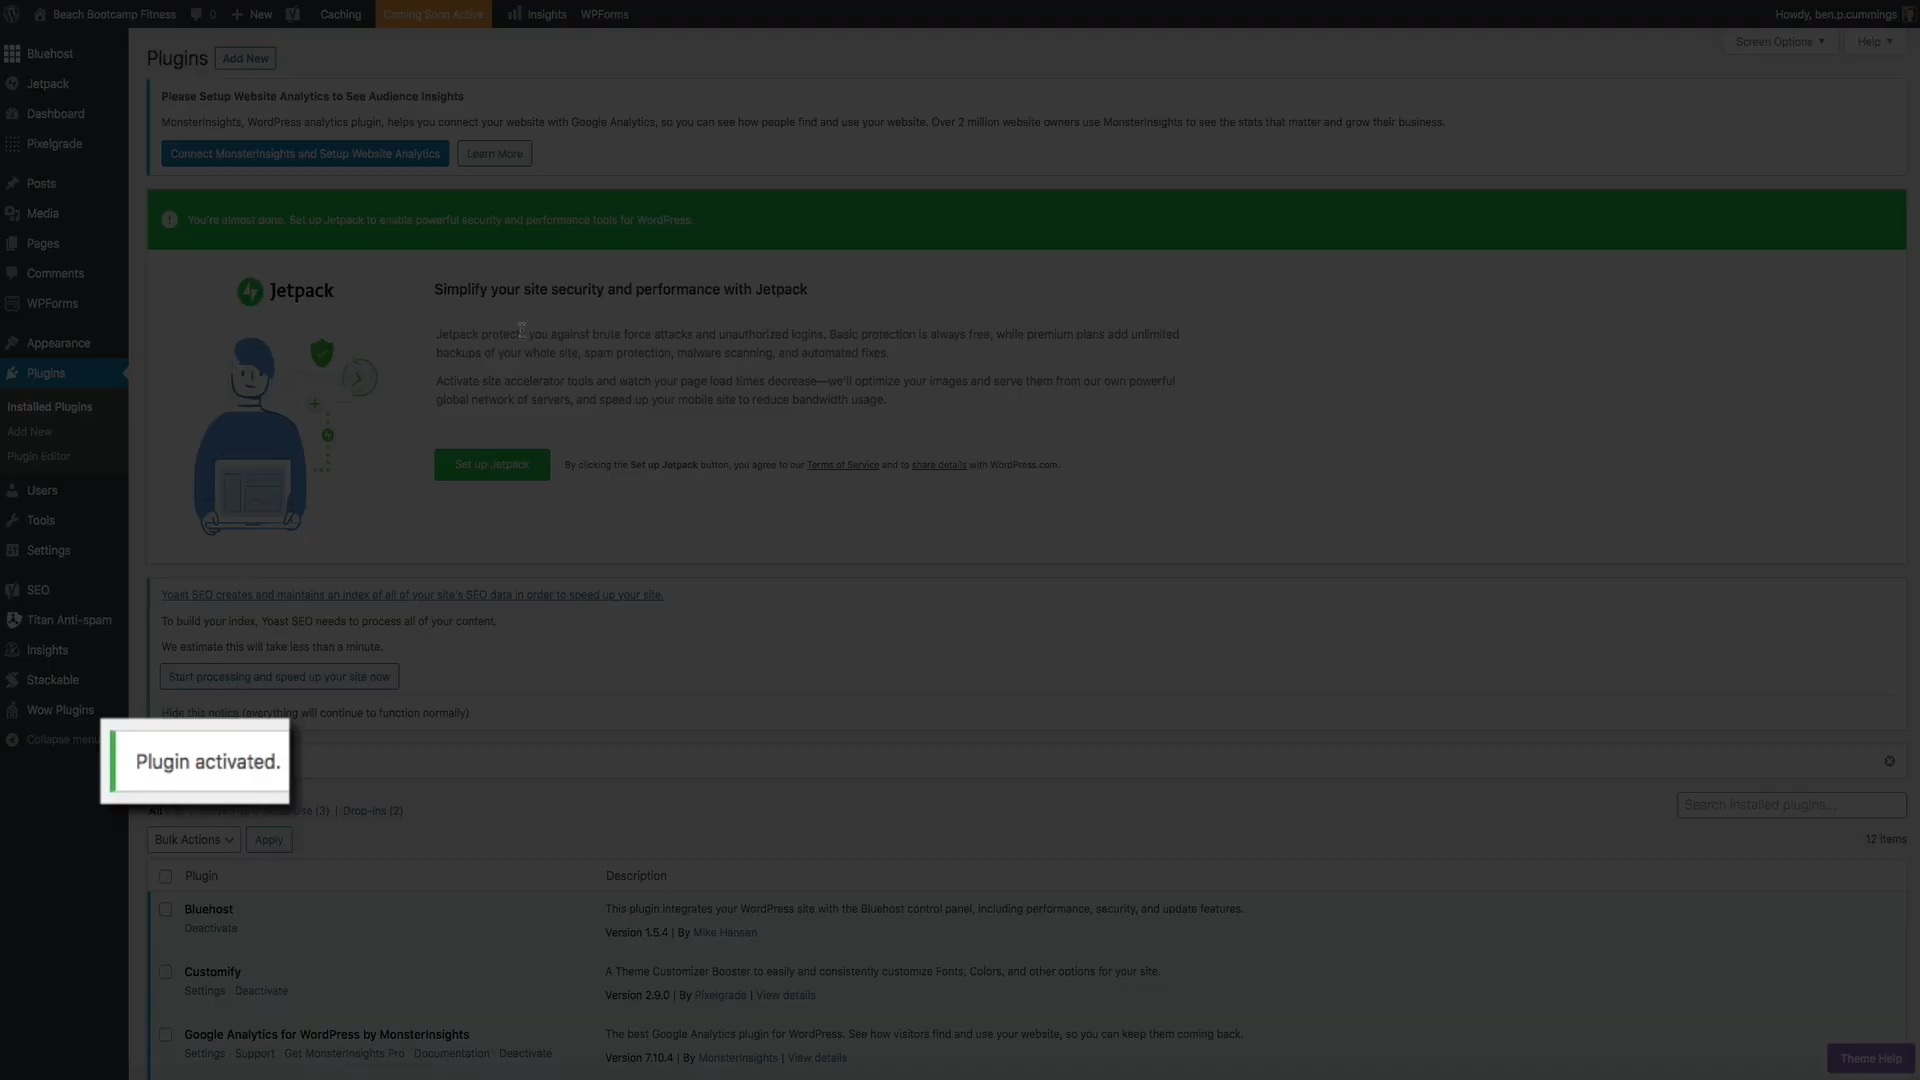 Beach Bootcamp Fitness 0 New Caching Coming Soon Active Insights WPForms Howdy, ben.p.cummings
Screen Options Help
Bluehost
Jetpack
Dashboard
Pixelgrade
Posts
Media
Pages
Comments
WPForms
Appearance
Plugins
Installed Plugins
Add New
Plugin Editor
Users
Tools
Settings
SEO
Titan Anti-spam
Insights
Stackable
Wow Plugins
Collapse menu
Plugins Add New
Please Setup Website Analytics to See Audience Insights
MonsterInsights, WordPress analytics plugin, helps you connect your website with Google Analytics, so you can see how people find and use your website. Over 2 million website owners use MonsterInsights to see the stats that matter and grow their business.
Connect MonsterInsights and Setup Website Analytics Learn More
You're almost done. Set up Jetpack to enable powerful security and performance tools for WordPress.
Jetpack
Simplify your site security and performance with Jetpack
Jetpack protects you against brute force attacks and unauthorized logins. Basic protection is always free, while premium plans add unlimited
backups of your whole site, spam protection, malware scanning, and automated fixes.
Activate site accelerator tools and watch your page load times decrease—we'll optimize your images and serve them from our own powerful
global network of servers, and speed up your mobile site to reduce bandwidth usage.
Set up Jetpack By clicking the Set up Jetpack button, you agree to our Terms of Service and to share details with WordPress.com.
Yoast SEO creates and maintains an index of all of your site's SEO data in order to speed up your site.
To build your index, Yoast SEO needs to process all of your content.
We estimate this will take less than a minute.
Start processing and speed up your site now
Hide this notice (everything will continue to function normally)
Plugin activated.
All (3) | Drop-ins (2)
Search installed plugins...
Bulk Actions Apply
12 items
Plugin Description
Bluehost
Deactivate
This plugin integrates your WordPress site with the Bluehost control panel, including performance, security, and update features.
Version 1.5.4 | By Mike Hansen
Customify
Settings Deactivate
A Theme Customizer Booster to easily and consistently customize Fonts, Colors, and other options for your site.
Version 2.9.0 | By Pixelgrade | View details
Google Analytics for WordPress by MonsterInsights
Settings Support Get MonsterInsights Pro Documentation Deactivate
The best Google Analytics plugin for WordPress. See how visitors find and use your website, so you can keep them coming back.
Version 7.10.4 | By MonsterInsights | View details
Theme Help